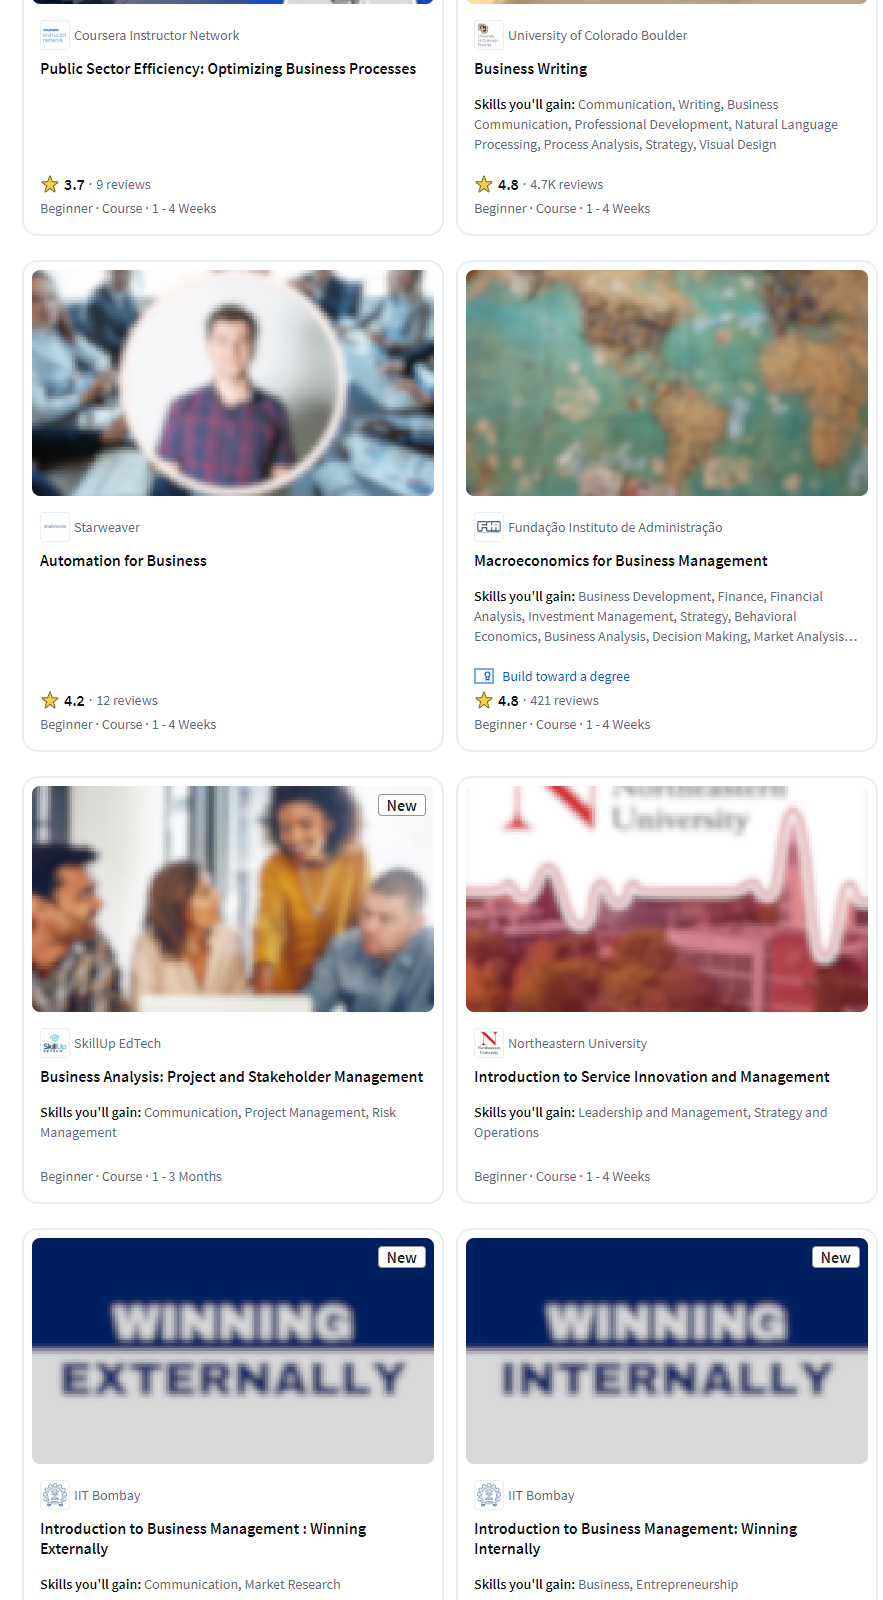 Coursera Instructor Network
Public Sector Efficiency: Optimizing Business Processes
3.7 · 9 reviews
Beginner · Course · 1 - 4 Weeks
University of Colorado Boulder
Business Writing
Skills you'll gain: Communication, Writing, Business
Communication, Professional Development, Natural Language
Processing, Process Analysis, Strategy, Visual Design
4.8 · 4.7K reviews
Beginner · Course · 1 - 4 Weeks
Starweaver
Automation for Business
4.2 · 12 reviews
Beginner · Course · 1 - 4 Weeks
Fundação Instituto de Administração
Macroeconomics for Business Management
Skills you'll gain: Business Development, Finance, Financial
Analysis, Investment Management, Strategy, Behavioral
Economics, Business Analysis, Decision Making, Market Analysis…
Build toward a degree
4.8 · 421 reviews
Beginner · Course · 1 - 4 Weeks
New
SkillUp EdTech
Business Analysis: Project and Stakeholder Management
Skills you'll gain: Communication, Project Management, Risk
Management
Beginner · Course · 1 - 3 Months
Northeastern
University
N
Northeastern University
Introduction to Service Innovation and Management
Skills you'll gain: Leadership and Management, Strategy and
Operations
Beginner · Course · 1 - 4 Weeks
New
WINNING
EXTERNALLY
IIT Bombay
Introduction to Business Management : Winning
Externally
Skills you'll gain: Communication, Market Research
New
WINNING
INTERNALLY
IIT Bombay
Introduction to Business Management: Winning
Internally
Skills you'll gain: Business, Entrepreneurship